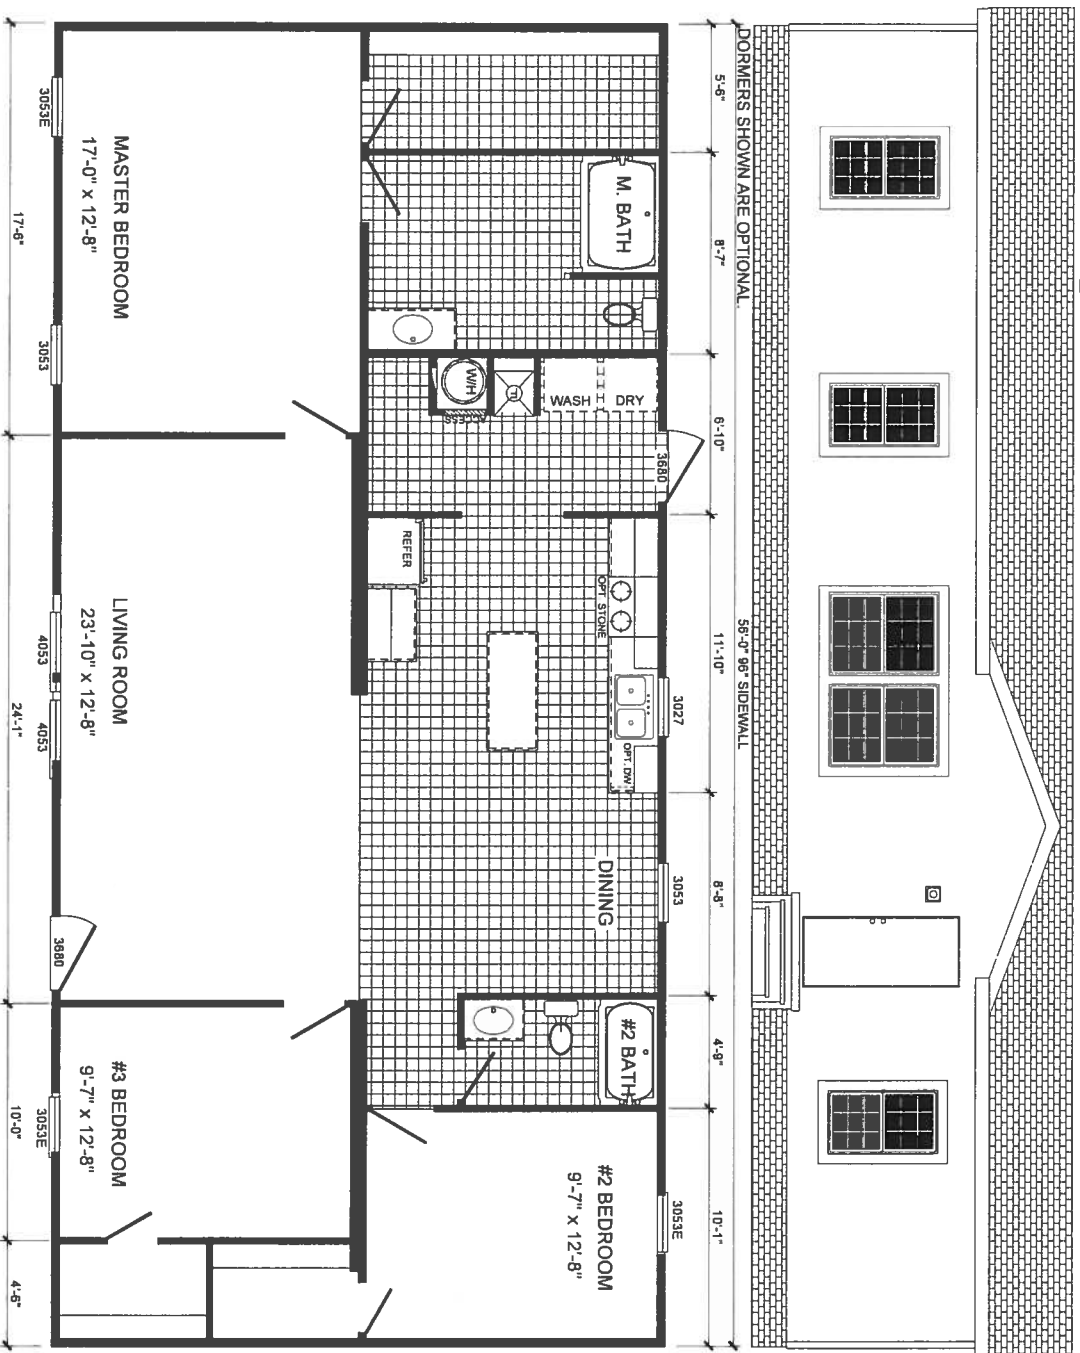 DORMERS SHOWN ARE OPTIONAL.
56'-0" 96" SIDEWALL
5'-6"
8'-7"
6'-10"
11'-10"
8'-8"
4'-9"
10'-1"
3680
3027
3053
3053E
M. BATH
DRY
WASH
W/H
ACCESS
F
OPT STONE
OPT. DW
REFER
DINING
#2 BATH
#2 BEDROOM
9'-7" x 12'-8"
MASTER BEDROOM
17'-0" x 12'-8"
LIVING ROOM
23'-10" x 12'-8"
#3 BEDROOM
9'-7" x 12'-8"
3053E
3053
4053
4053
3680
3053E
17'-6"
24'-1"
10'-0"
4'-6"